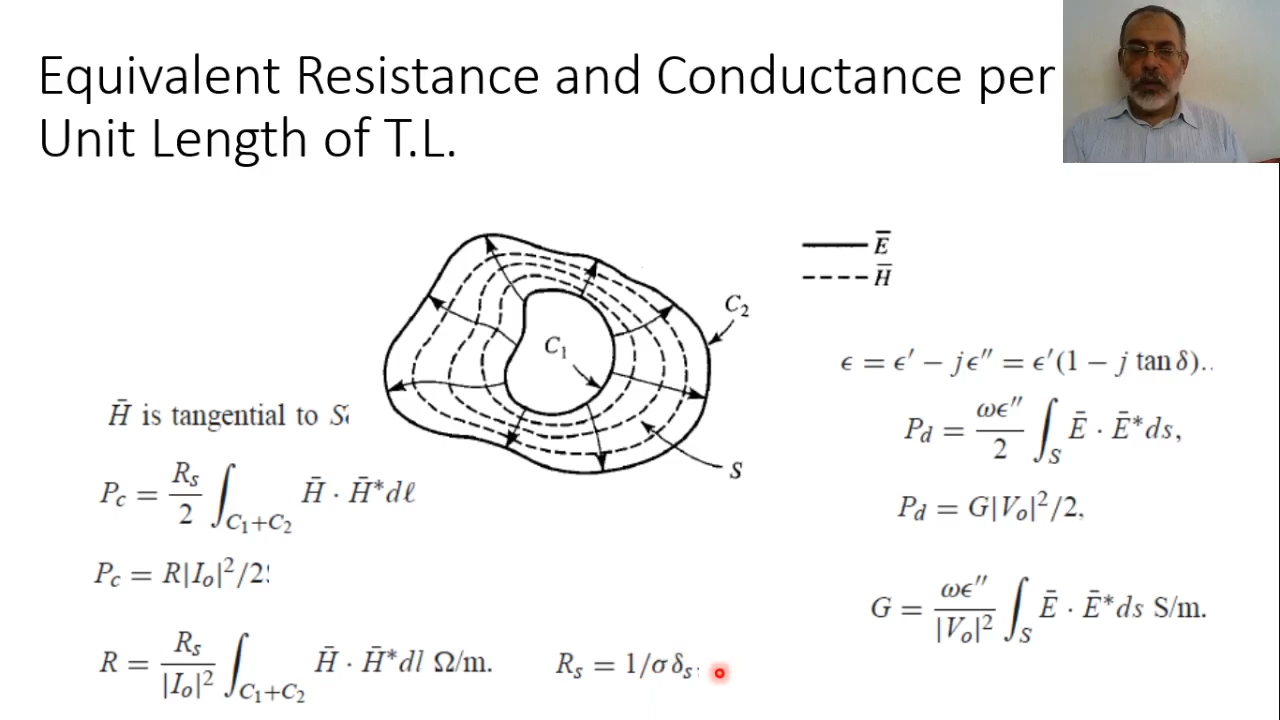 Equivalent Resistance and Conductance per
Unit Length of T.L.
E̅
H̅
C₂
C₁
S
H̅ is tangential to S
P_c = R_s/2 ∫_{C₁+C₂} H̅ · H̅* dℓ
P_c = R|I_o|²/2
R = R_s/|I_o|² ∫_{C₁+C₂} H̅ · H̅* dl Ω/m.
R_s = 1/σδ_s
ϵ = ϵ′ − jϵ″ = ϵ′(1 − j tan δ).
P_d = ωϵ″/2 ∫_S E̅ · E̅* ds,
P_d = G|V_o|²/2,
G = ωϵ″/|V_o|² ∫_S E̅ · E̅* ds S/m.